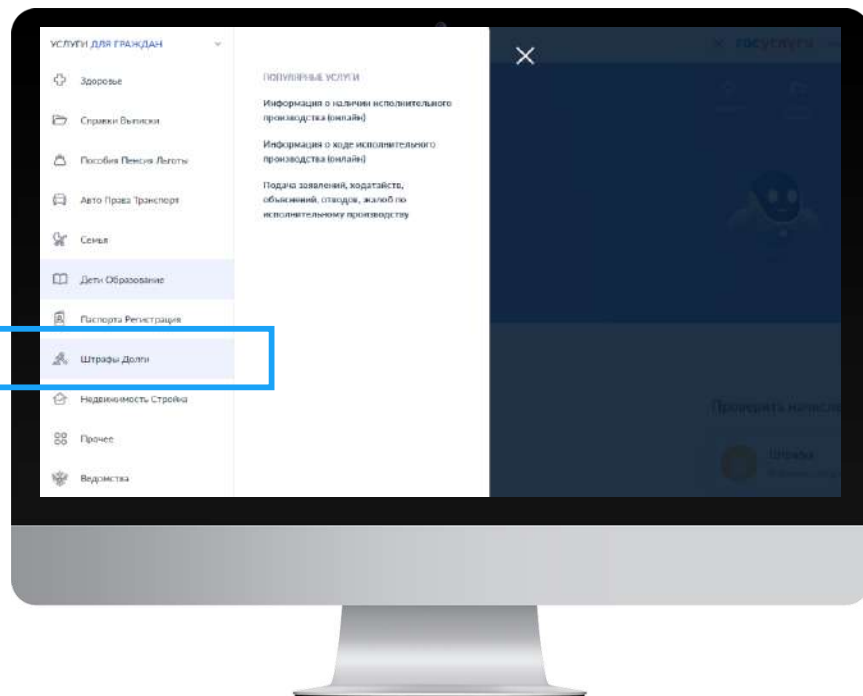 УСЛУГИ ДЛЯ ГРАЖДАН
Здоровье
Справки Выписки
Пособия Пенсия Льготы
Авто Права Транспорт
Семья
Дети Образование
Паспорта Регистрация
Штрафы Долги
Недвижимость Стройка
Прочее
Ведомства
ПОПУЛЯРНЫЕ УСЛУГИ
Информация о наличии исполнительного
производства (онлайн)
Информация о ходе исполнительного
производства (онлайн)
Подача заявлений, ходатайств,
объяснений, отводов, жалоб по
исполнительному производству
госуслуги
Проверить начисле
Штрафы